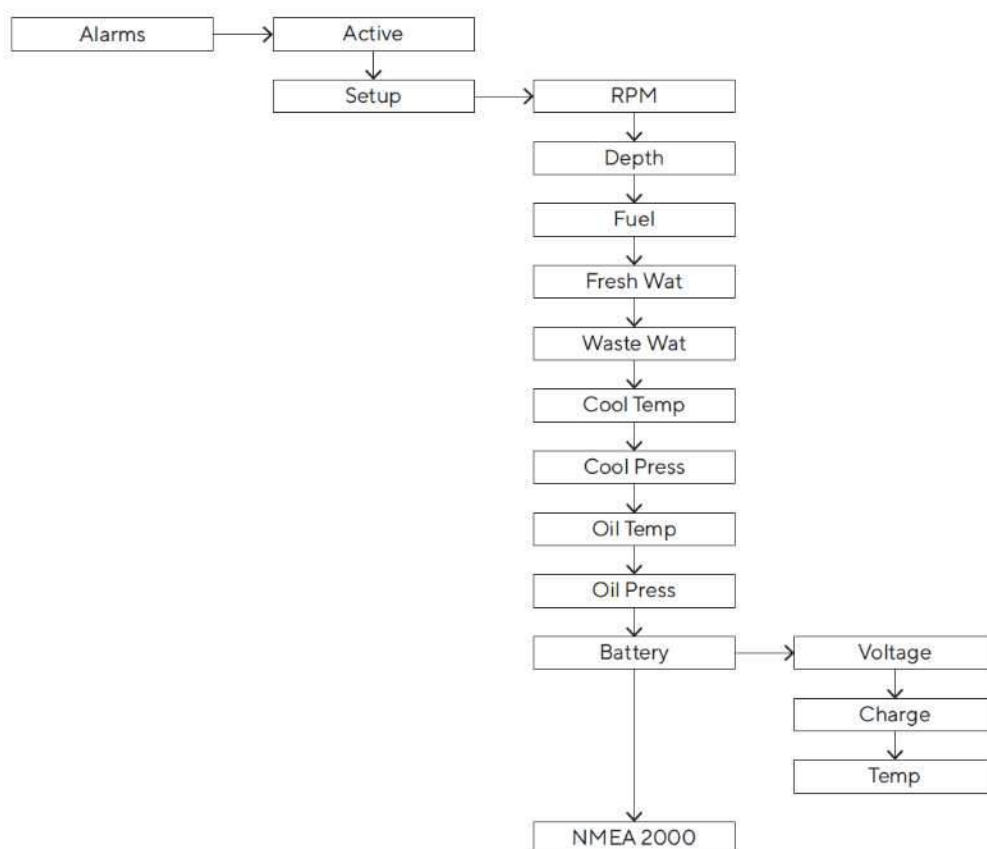 Alarms
Active
Setup
RPM
Depth
Fuel
Fresh Wat
Waste Wat
Cool Temp
Cool Press
Oil Temp
Oil Press
Battery
Voltage
Charge
Temp
NMEA 2000